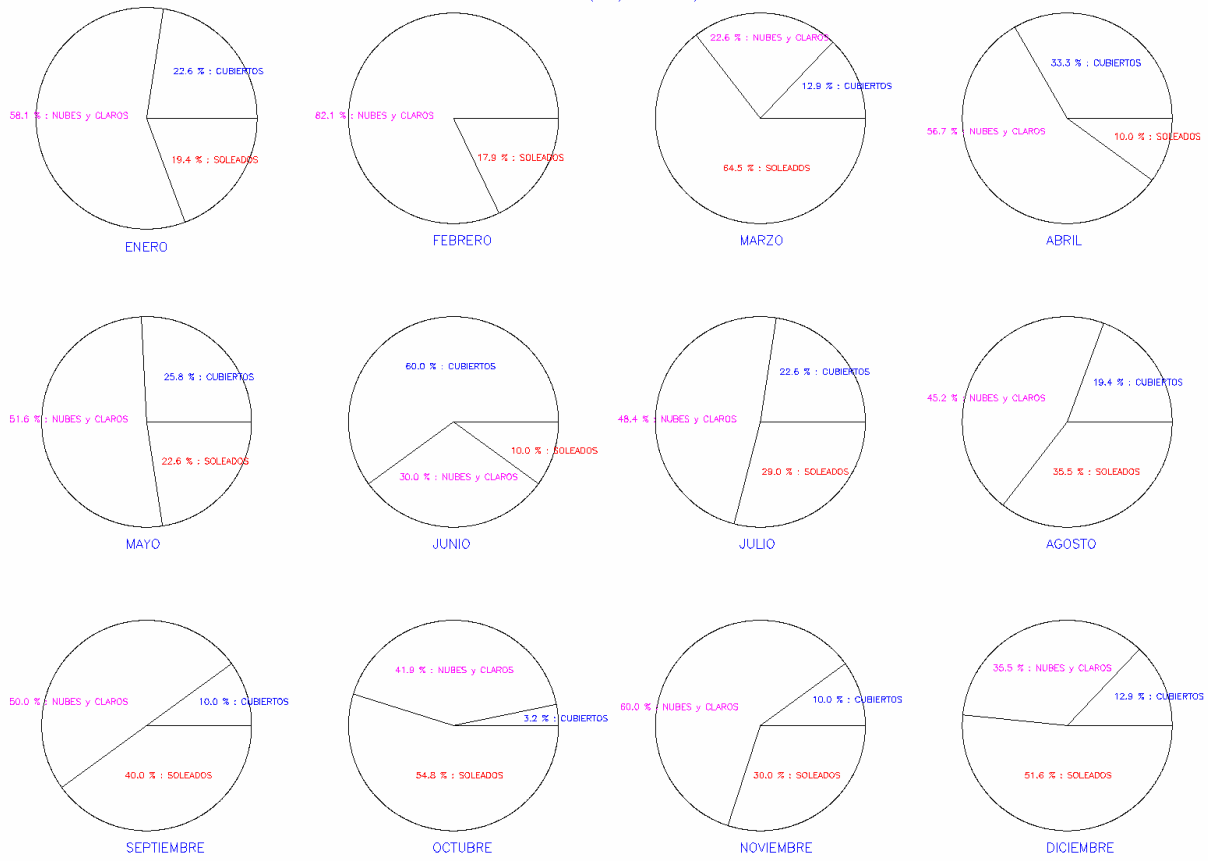 22.6 % : CUBIERTOS
58.1 % : NUBES y CLAROS
19.4 % : SOLEADOS
ENERO
82.1 % : NUBES y CLAROS
17.9 % : SOLEADOS
FEBRERO
22.6 % : NUBES y CLAROS
12.9 % : CUBIERTOS
64.5 % : SOLEADOS
MARZO
33.3 % : CUBIERTOS
56.7 % : NUBES y CLAROS
10.0 % : SOLEADOS
ABRIL
25.8 % : CUBIERTOS
51.6 % : NUBES y CLAROS
22.6 % : SOLEADOS
MAYO
60.0 % : CUBIERTOS
30.0 % : NUBES y CLAROS
10.0 % : SOLEADOS
JUNIO
22.6 % : CUBIERTOS
48.4 % : NUBES y CLAROS
29.0 % : SOLEADOS
JULIO
19.4 % : CUBIERTOS
45.2 % : NUBES y CLAROS
35.5 % : SOLEADOS
AGOSTO
50.0 % : NUBES y CLAROS
10.0 % : CUBIERTOS
40.0 % : SOLEADOS
SEPTIEMBRE
41.9 % : NUBES y CLAROS
3.2 % : CUBIERTOS
54.8 % : SOLEADOS
OCTUBRE
60.0 % : NUBES y CLAROS
10.0 % : CUBIERTOS
30.0 % : SOLEADOS
NOVIEMBRE
35.5 % : NUBES y CLAROS
12.9 % : CUBIERTOS
51.6 % : SOLEADOS
DICIEMBRE